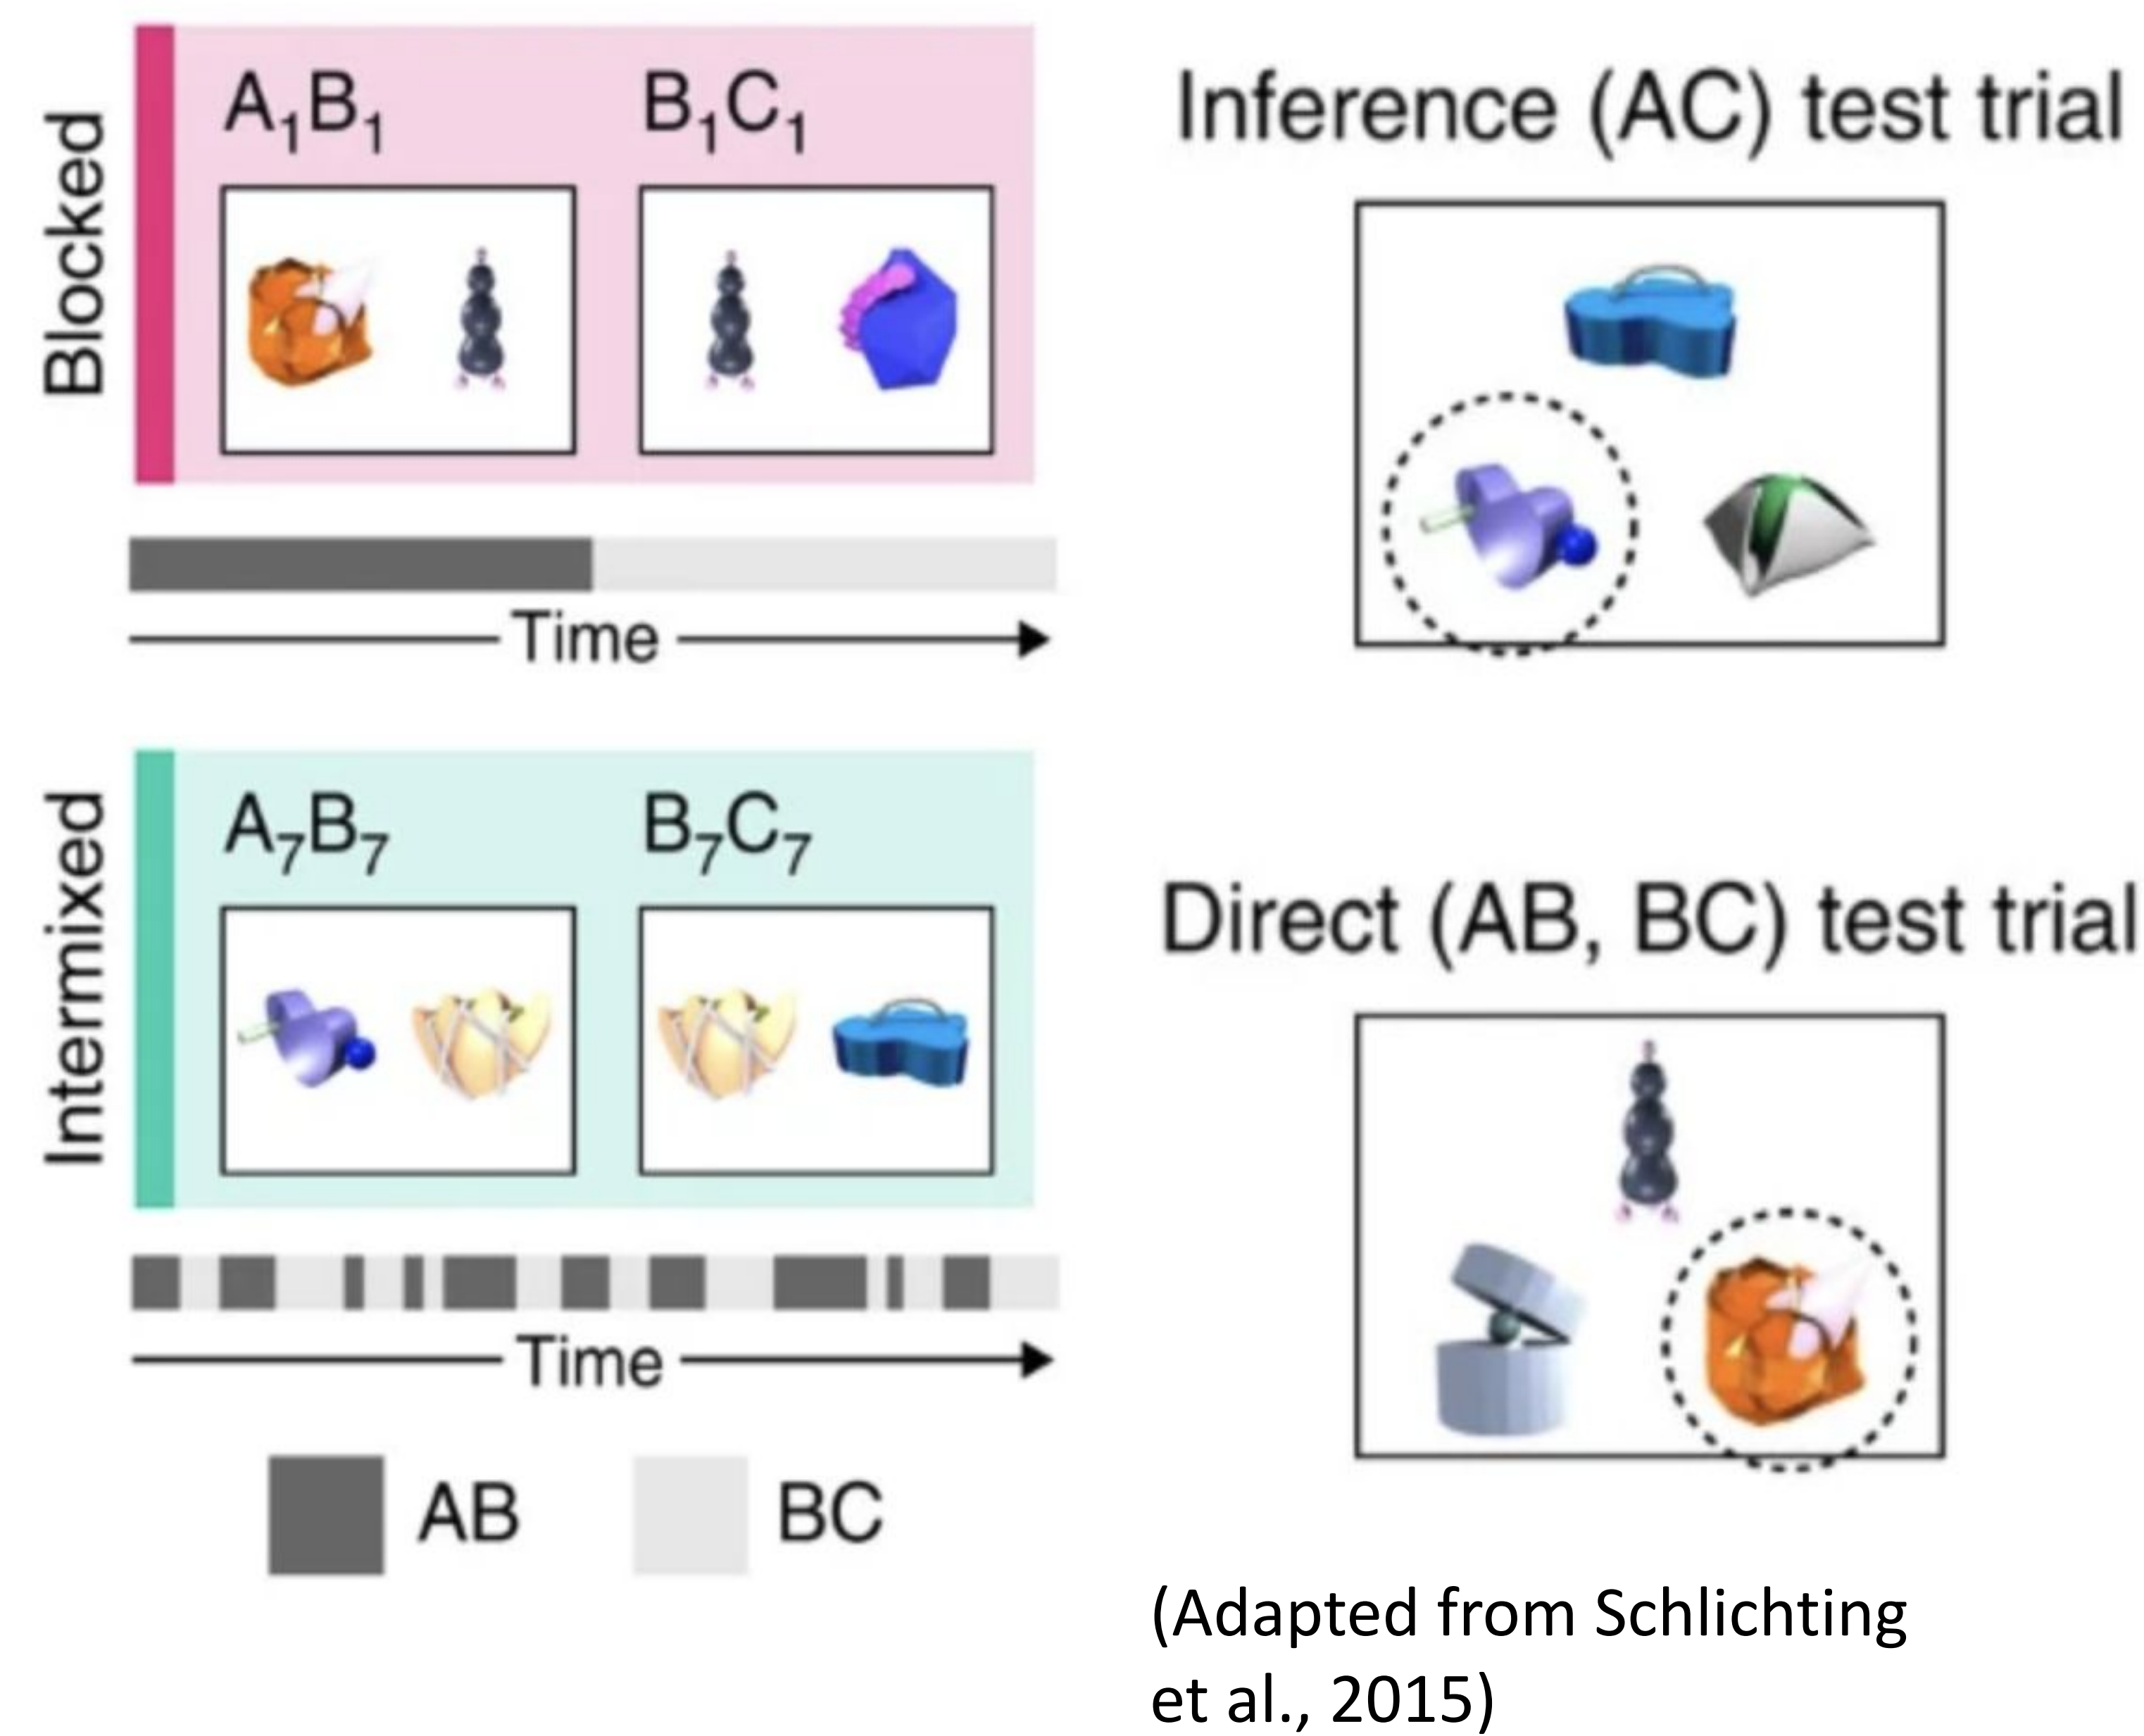 Blocked
A₁B₁
B₁C₁
Time
Intermixed
A₇B₇
B₇C₇
Time
AB
BC
Inference (AC) test trial
Direct (AB, BC) test trial
(Adapted from Schlichting
et al., 2015)